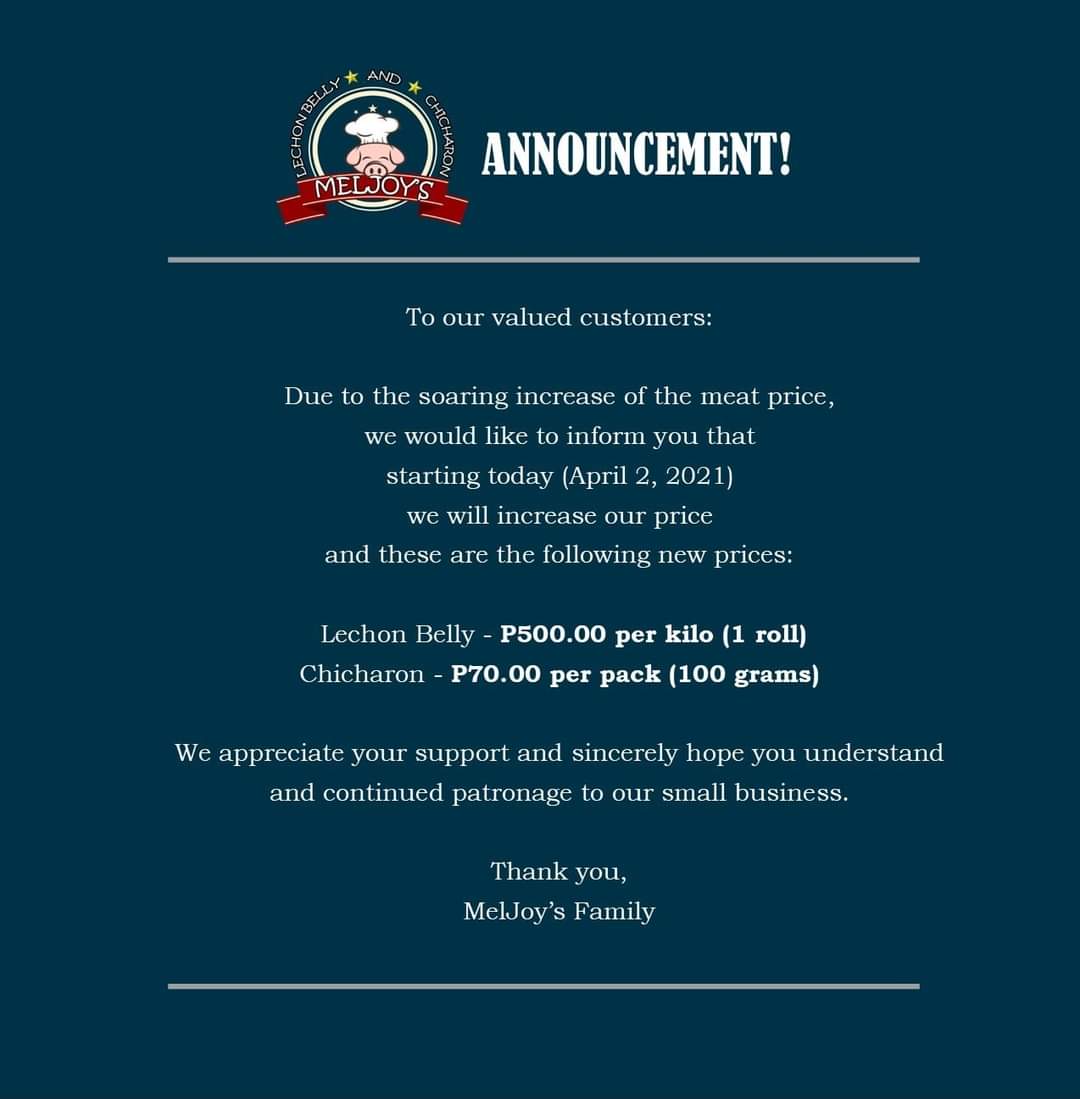 LECHON BELLY AND CHICHARON
MELJOY'S
ANNOUNCEMENT!
To our valued customers:
Due to the soaring increase of the meat price,
we would like to inform you that
starting today (April 2, 2021)
we will increase our price
and these are the following new prices:
Lechon Belly - P500.00 per kilo (1 roll)
Chicharon - P70.00 per pack (100 grams)
We appreciate your support and sincerely hope you understand
and continued patronage to our small business.
Thank you,
MelJoy’s Family